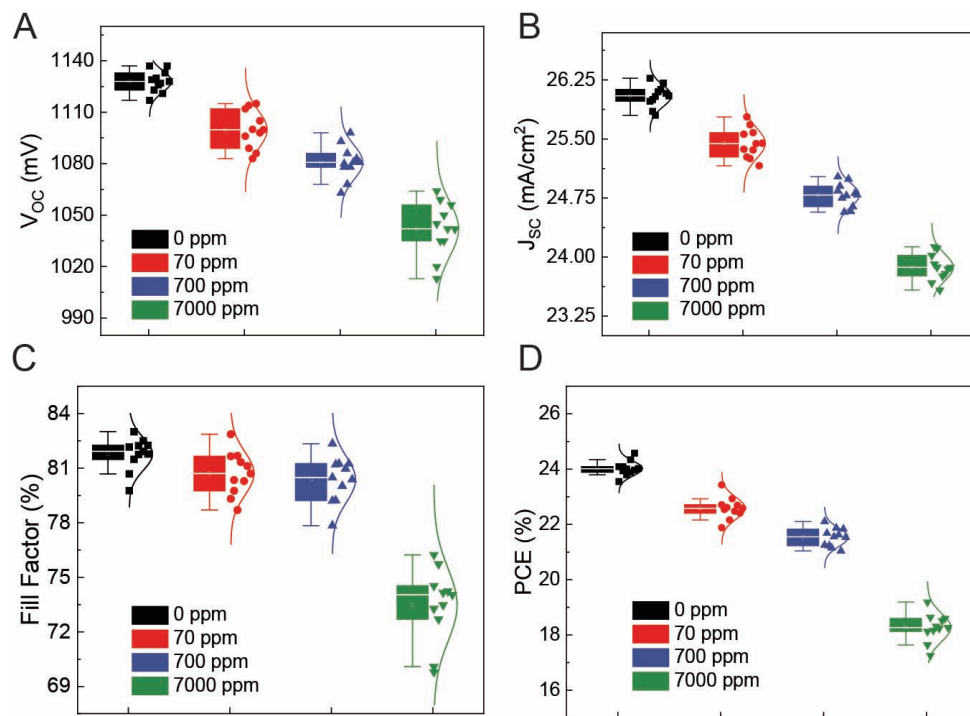 A
V_OC (mV)
1140
1110
1080
1050
1020
990
0 ppm
70 ppm
700 ppm
7000 ppm
B
J_SC (mA/cm²)
26.25
25.50
24.75
24.00
23.25
0 ppm
70 ppm
700 ppm
7000 ppm
C
Fill Factor (%)
84
81
78
75
72
69
0 ppm
70 ppm
700 ppm
7000 ppm
D
PCE (%)
26
24
22
20
18
16
0 ppm
70 ppm
700 ppm
7000 ppm